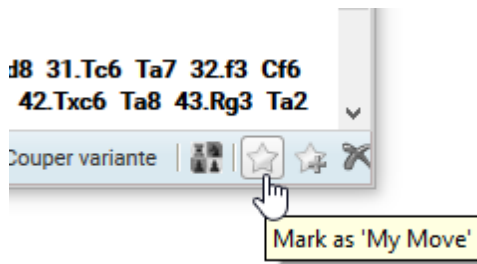 d8 31.Tc6 Ta7 32.f3 Cf6
42.Txc6 Ta8 43.Rg3 Ta2
Couper variante
Mark as 'My Move'